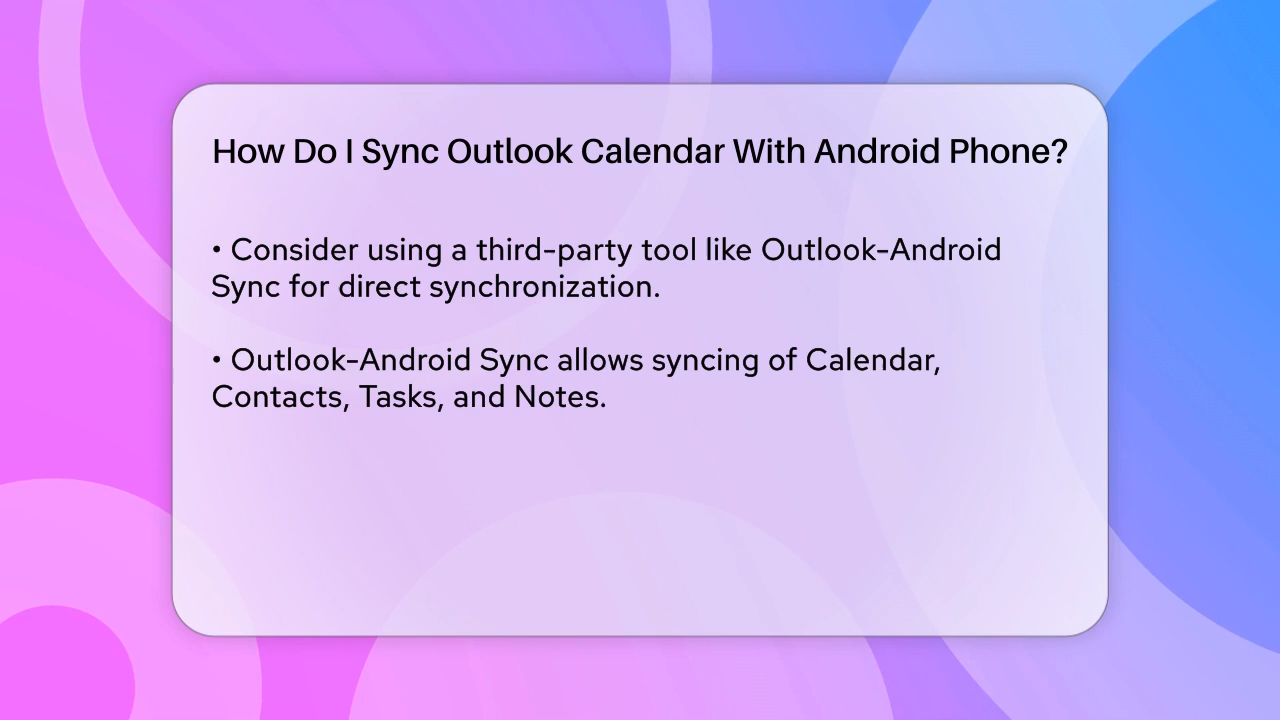 How Do I Sync Outlook Calendar With Android Phone?
• Consider using a third-party tool like Outlook-Android
Sync for direct synchronization.
• Outlook-Android Sync allows syncing of Calendar,
Contacts, Tasks, and Notes.